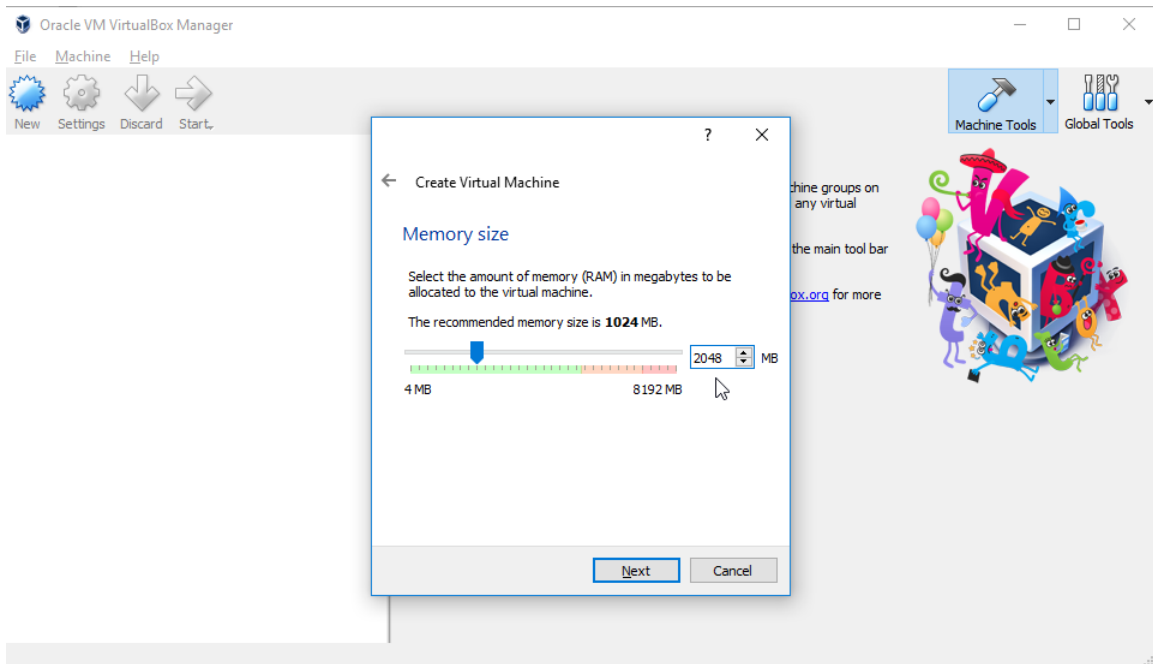 Oracle VM VirtualBox Manager
File Machine Help
New Settings Discard Start
Machine Tools Global Tools
?
Create Virtual Machine
Memory size
Select the amount of memory (RAM) in megabytes to be
allocated to the virtual machine.
The recommended memory size is 1024 MB.
2048 MB
4 MB 8192 MB
Next Cancel
chine groups on
any virtual
the main tool bar
ox.org for more